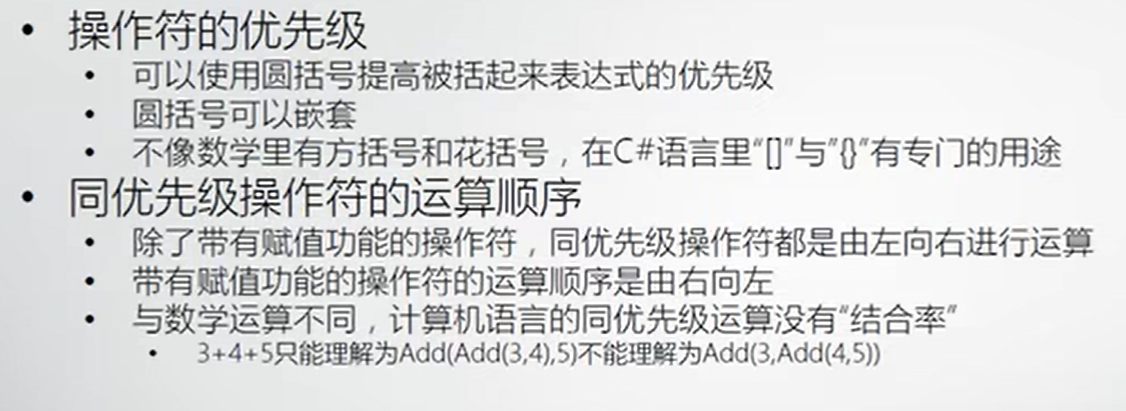 操作符的优先级
可以使用圆括号提高被括起来表达式的优先级
圆括号可以嵌套
不像数学里有方括号和花括号，在C#语言里“[]”与“{}”有专门的用途
同优先级操作符的运算顺序
除了带有赋值功能的操作符，同优先级操作符都是由左向右进行运算
带有赋值功能的操作符的运算顺序是由右向左
与数学运算不同，计算机语言的同优先级运算没有“结合率”
3+4+5只能理解为Add(Add(3,4),5)不能理解为Add(3,Add(4,5))